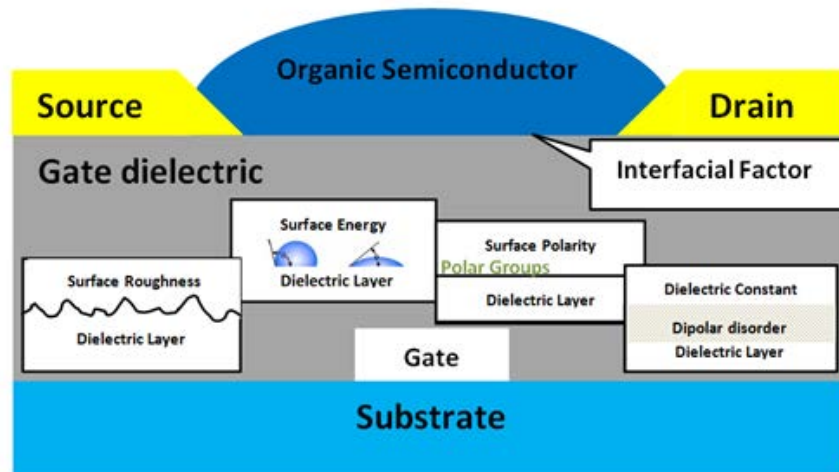 Organic Semiconductor
Source
Drain
Gate dielectric
Interfacial Factor
Surface Energy
Dielectric Layer
Surface Polarity
Polar Groups
Dielectric Layer
Surface Roughness
Dielectric Layer
Dielectric Constant
Dipolar disorder
Dielectric Layer
Gate
Substrate